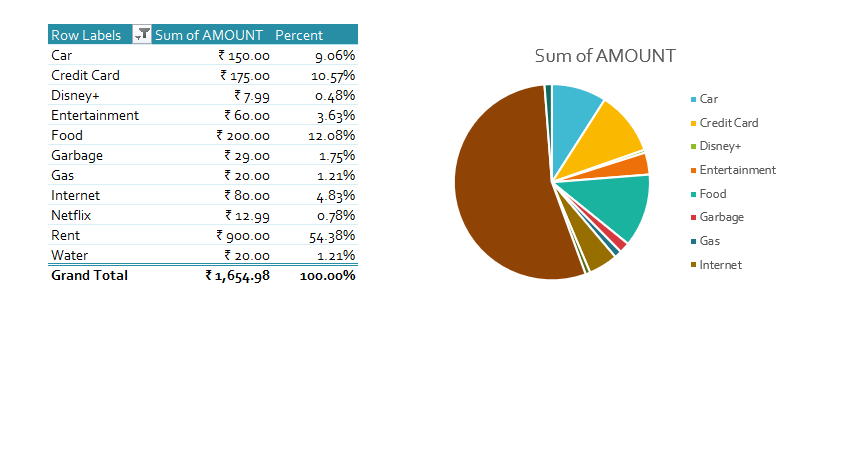 Row Labels Sum of AMOUNT Percent
Car ₹ 150.00 9.06%
Credit Card ₹ 175.00 10.57%
Disney+ ₹ 7.99 0.48%
Entertainment ₹ 60.00 3.63%
Food ₹ 200.00 12.08%
Garbage ₹ 29.00 1.75%
Gas ₹ 20.00 1.21%
Internet ₹ 80.00 4.83%
Netflix ₹ 12.99 0.78%
Rent ₹ 900.00 54.38%
Water ₹ 20.00 1.21%
Grand Total ₹ 1,654.98 100.00%
Sum of AMOUNT
Car
Credit Card
Disney+
Entertainment
Food
Garbage
Gas
Internet